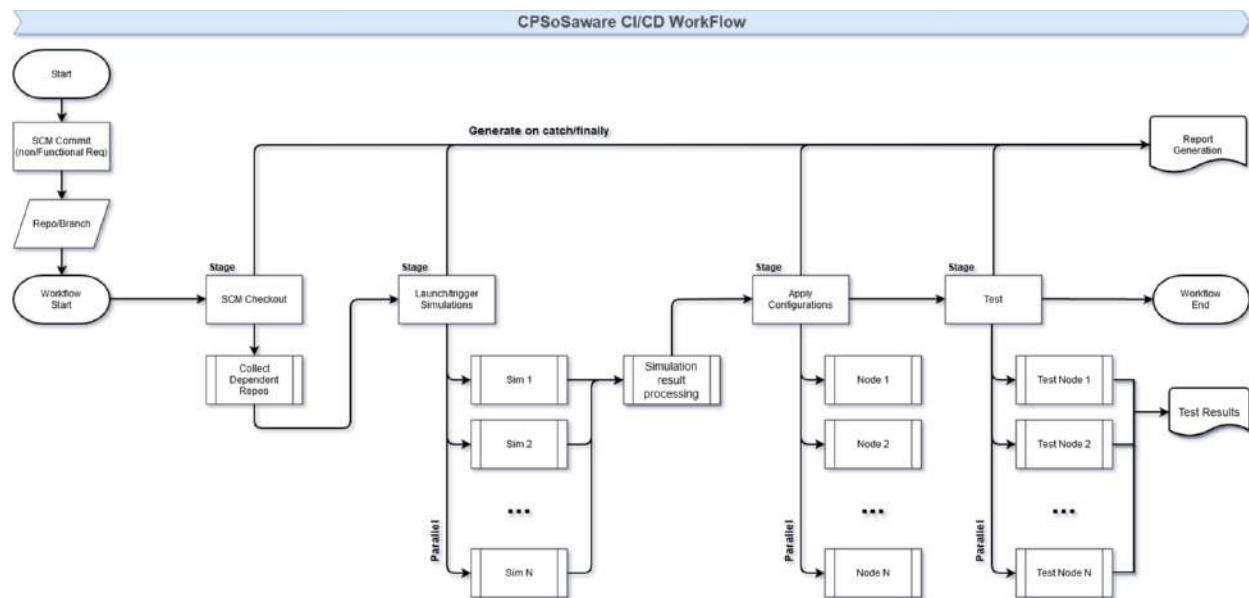 CPSoSaware CI/CD WorkFlow
Start
SCM Commit
(non/Functional Req)
Repo/Branch
Workflow
Start
Generate on catch/finally
Report
Generation
Stage
SCM Checkout
Collect
Dependent
Repos
Stage
Launch/trigger
Simulations
Parallel
Sim 1
Sim 2
...
Sim N
Simulation
result
processing
Stage
Apply
Configurations
Parallel
Node 1
Node 2
...
Node N
Stage
Test
Parallel
Test Node 1
Test Node 2
...
Test Node N
Workflow
End
Test Results